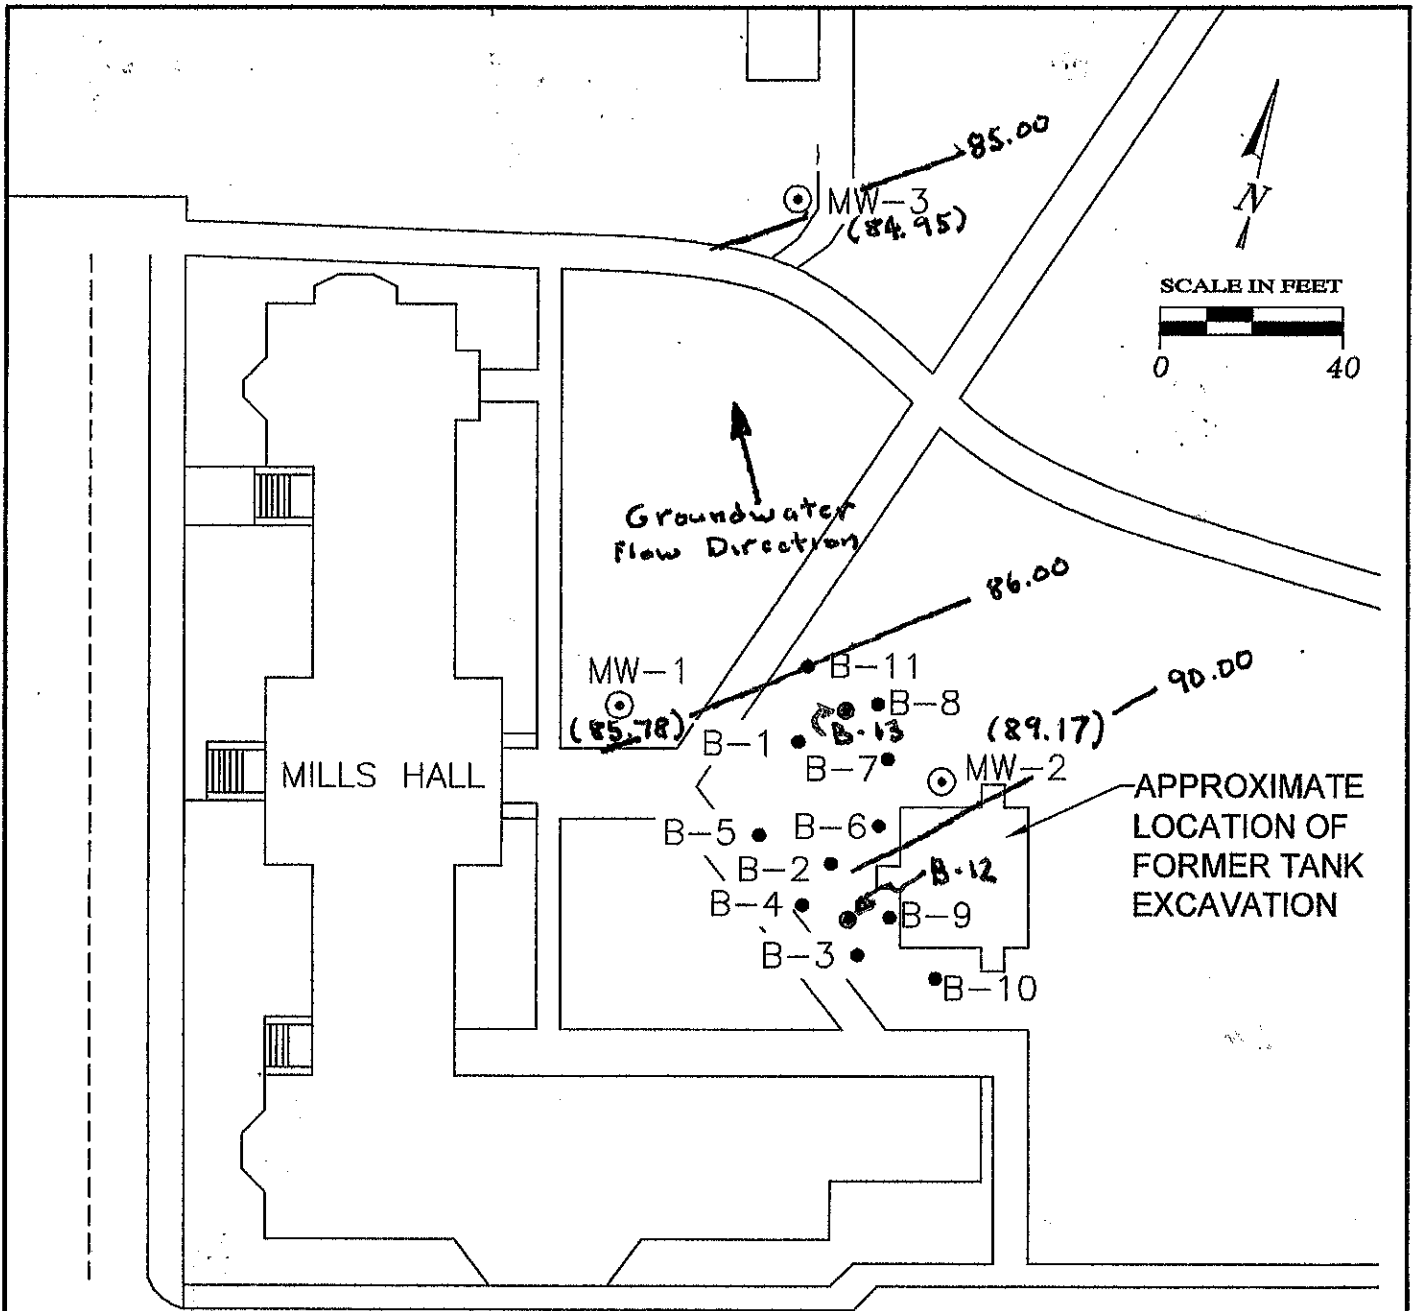 85.00
MW-3
(84.95)
N
SCALE IN FEET
0 40
Groundwater
Flow Direction
86.00
MW-1
(85.78)
B-11
B-8
B-13
B-1
B-7
90.00
(89.17)
MW-2
MILLS HALL
B-5
B-6
B-2
B-12
B-4
B-9
B-3
B-10
APPROXIMATE
LOCATION OF
FORMER TANK
EXCAVATION